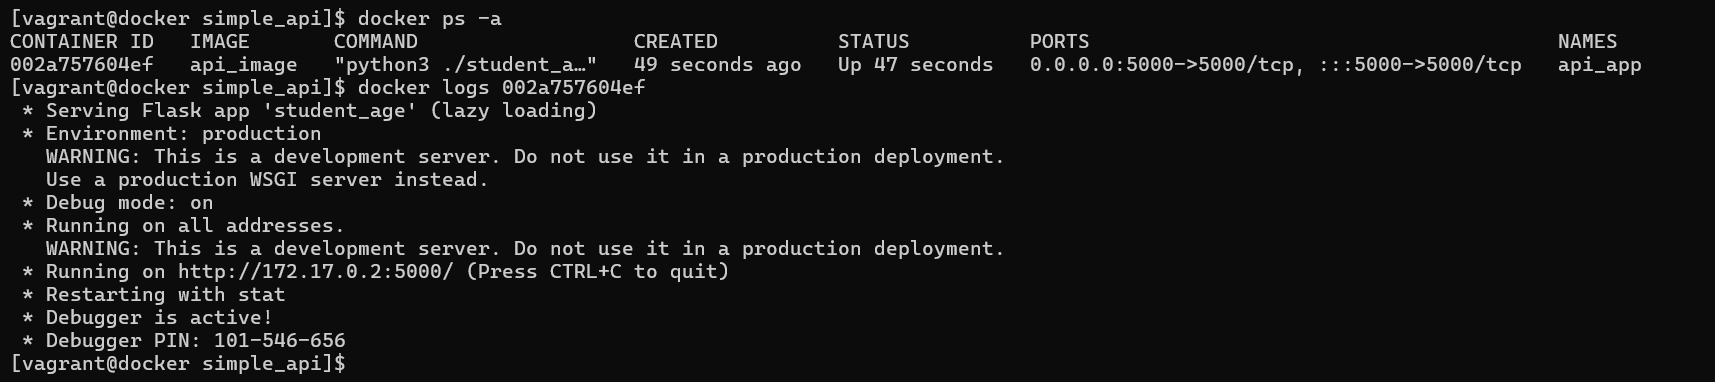 [vagrant@docker simple_api]$ docker ps -a
CONTAINER ID   IMAGE       COMMAND                  CREATED          STATUS          PORTS                                       NAMES
002a757604ef   api_image   "python3 ./student_a…"   49 seconds ago   Up 47 seconds   0.0.0.0:5000->5000/tcp, :::5000->5000/tcp   api_app
[vagrant@docker simple_api]$ docker logs 002a757604ef
 * Serving Flask app 'student_age' (lazy loading)
 * Environment: production
   WARNING: This is a development server. Do not use it in a production deployment.
   Use a production WSGI server instead.
 * Debug mode: on
 * Running on all addresses.
   WARNING: This is a development server. Do not use it in a production deployment.
 * Running on http://172.17.0.2:5000/ (Press CTRL+C to quit)
 * Restarting with stat
 * Debugger is active!
 * Debugger PIN: 101-546-656
[vagrant@docker simple_api]$